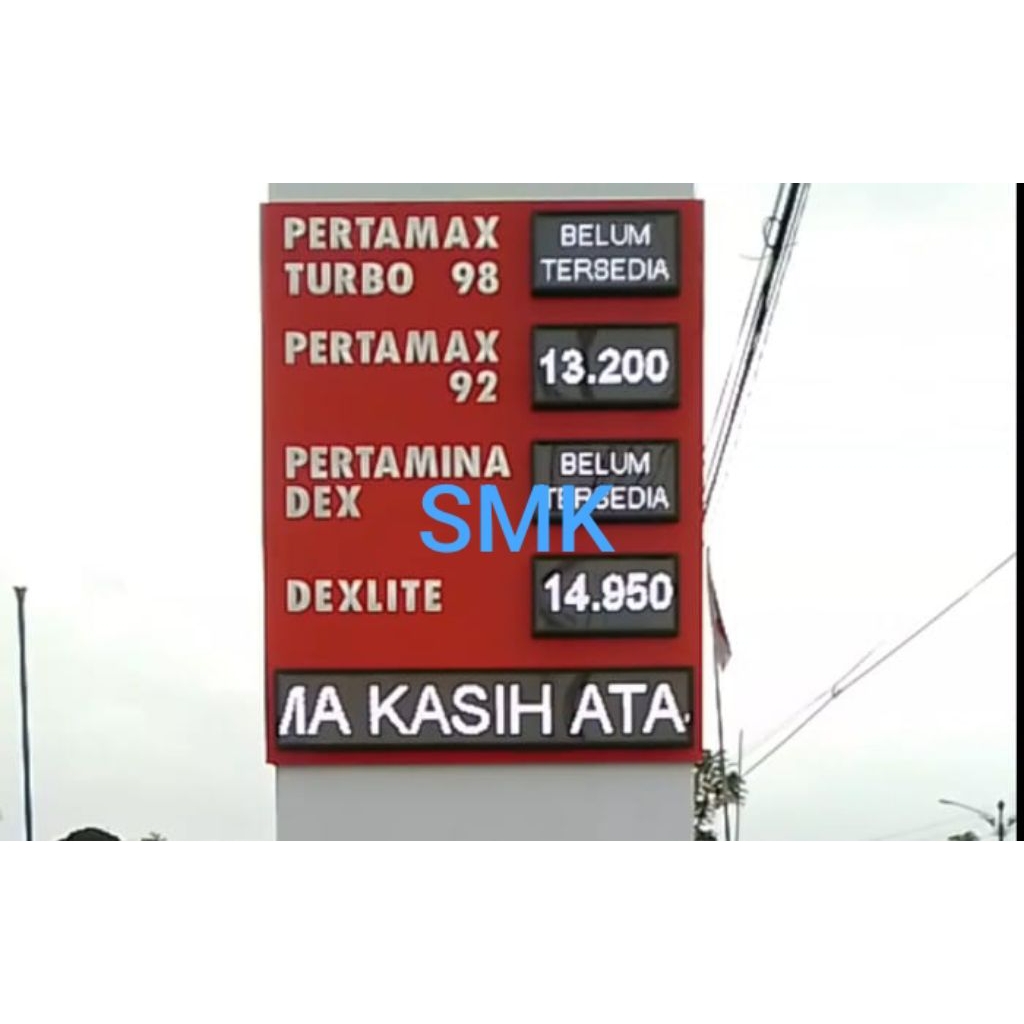 PERTAMAX
TURBO 98
BELUM
TERSEDIA
PERTAMAX
92
13.200
PERTAMINA
DEX
BELUM
TERSEDIA
SMK
DEXLITE
14.950
MA KASIH ATA